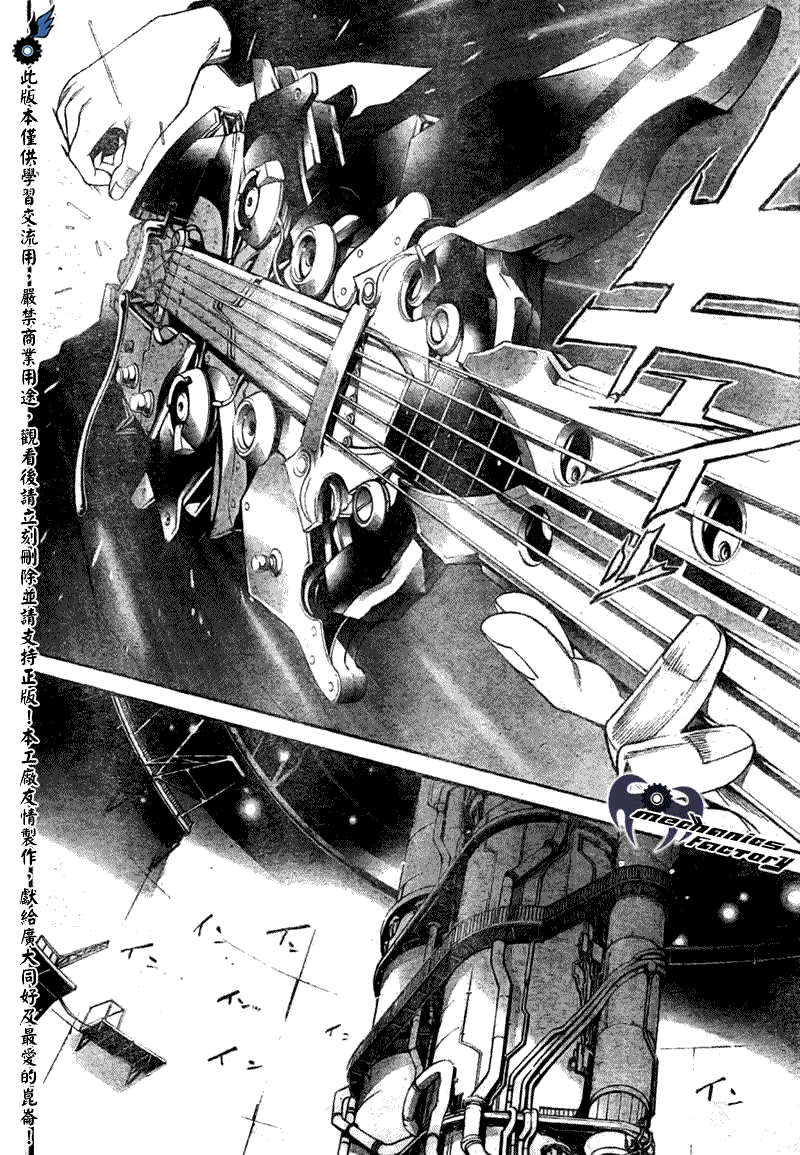 此版本僅供學習交流用；嚴禁商業用途，觀看後請立刻刪除並請支持正版！本工廠友情製作；獻給廣大同好及最愛的崑崙！
mechanics
factory
イン
イン
イン
イン
イン
イン
イン